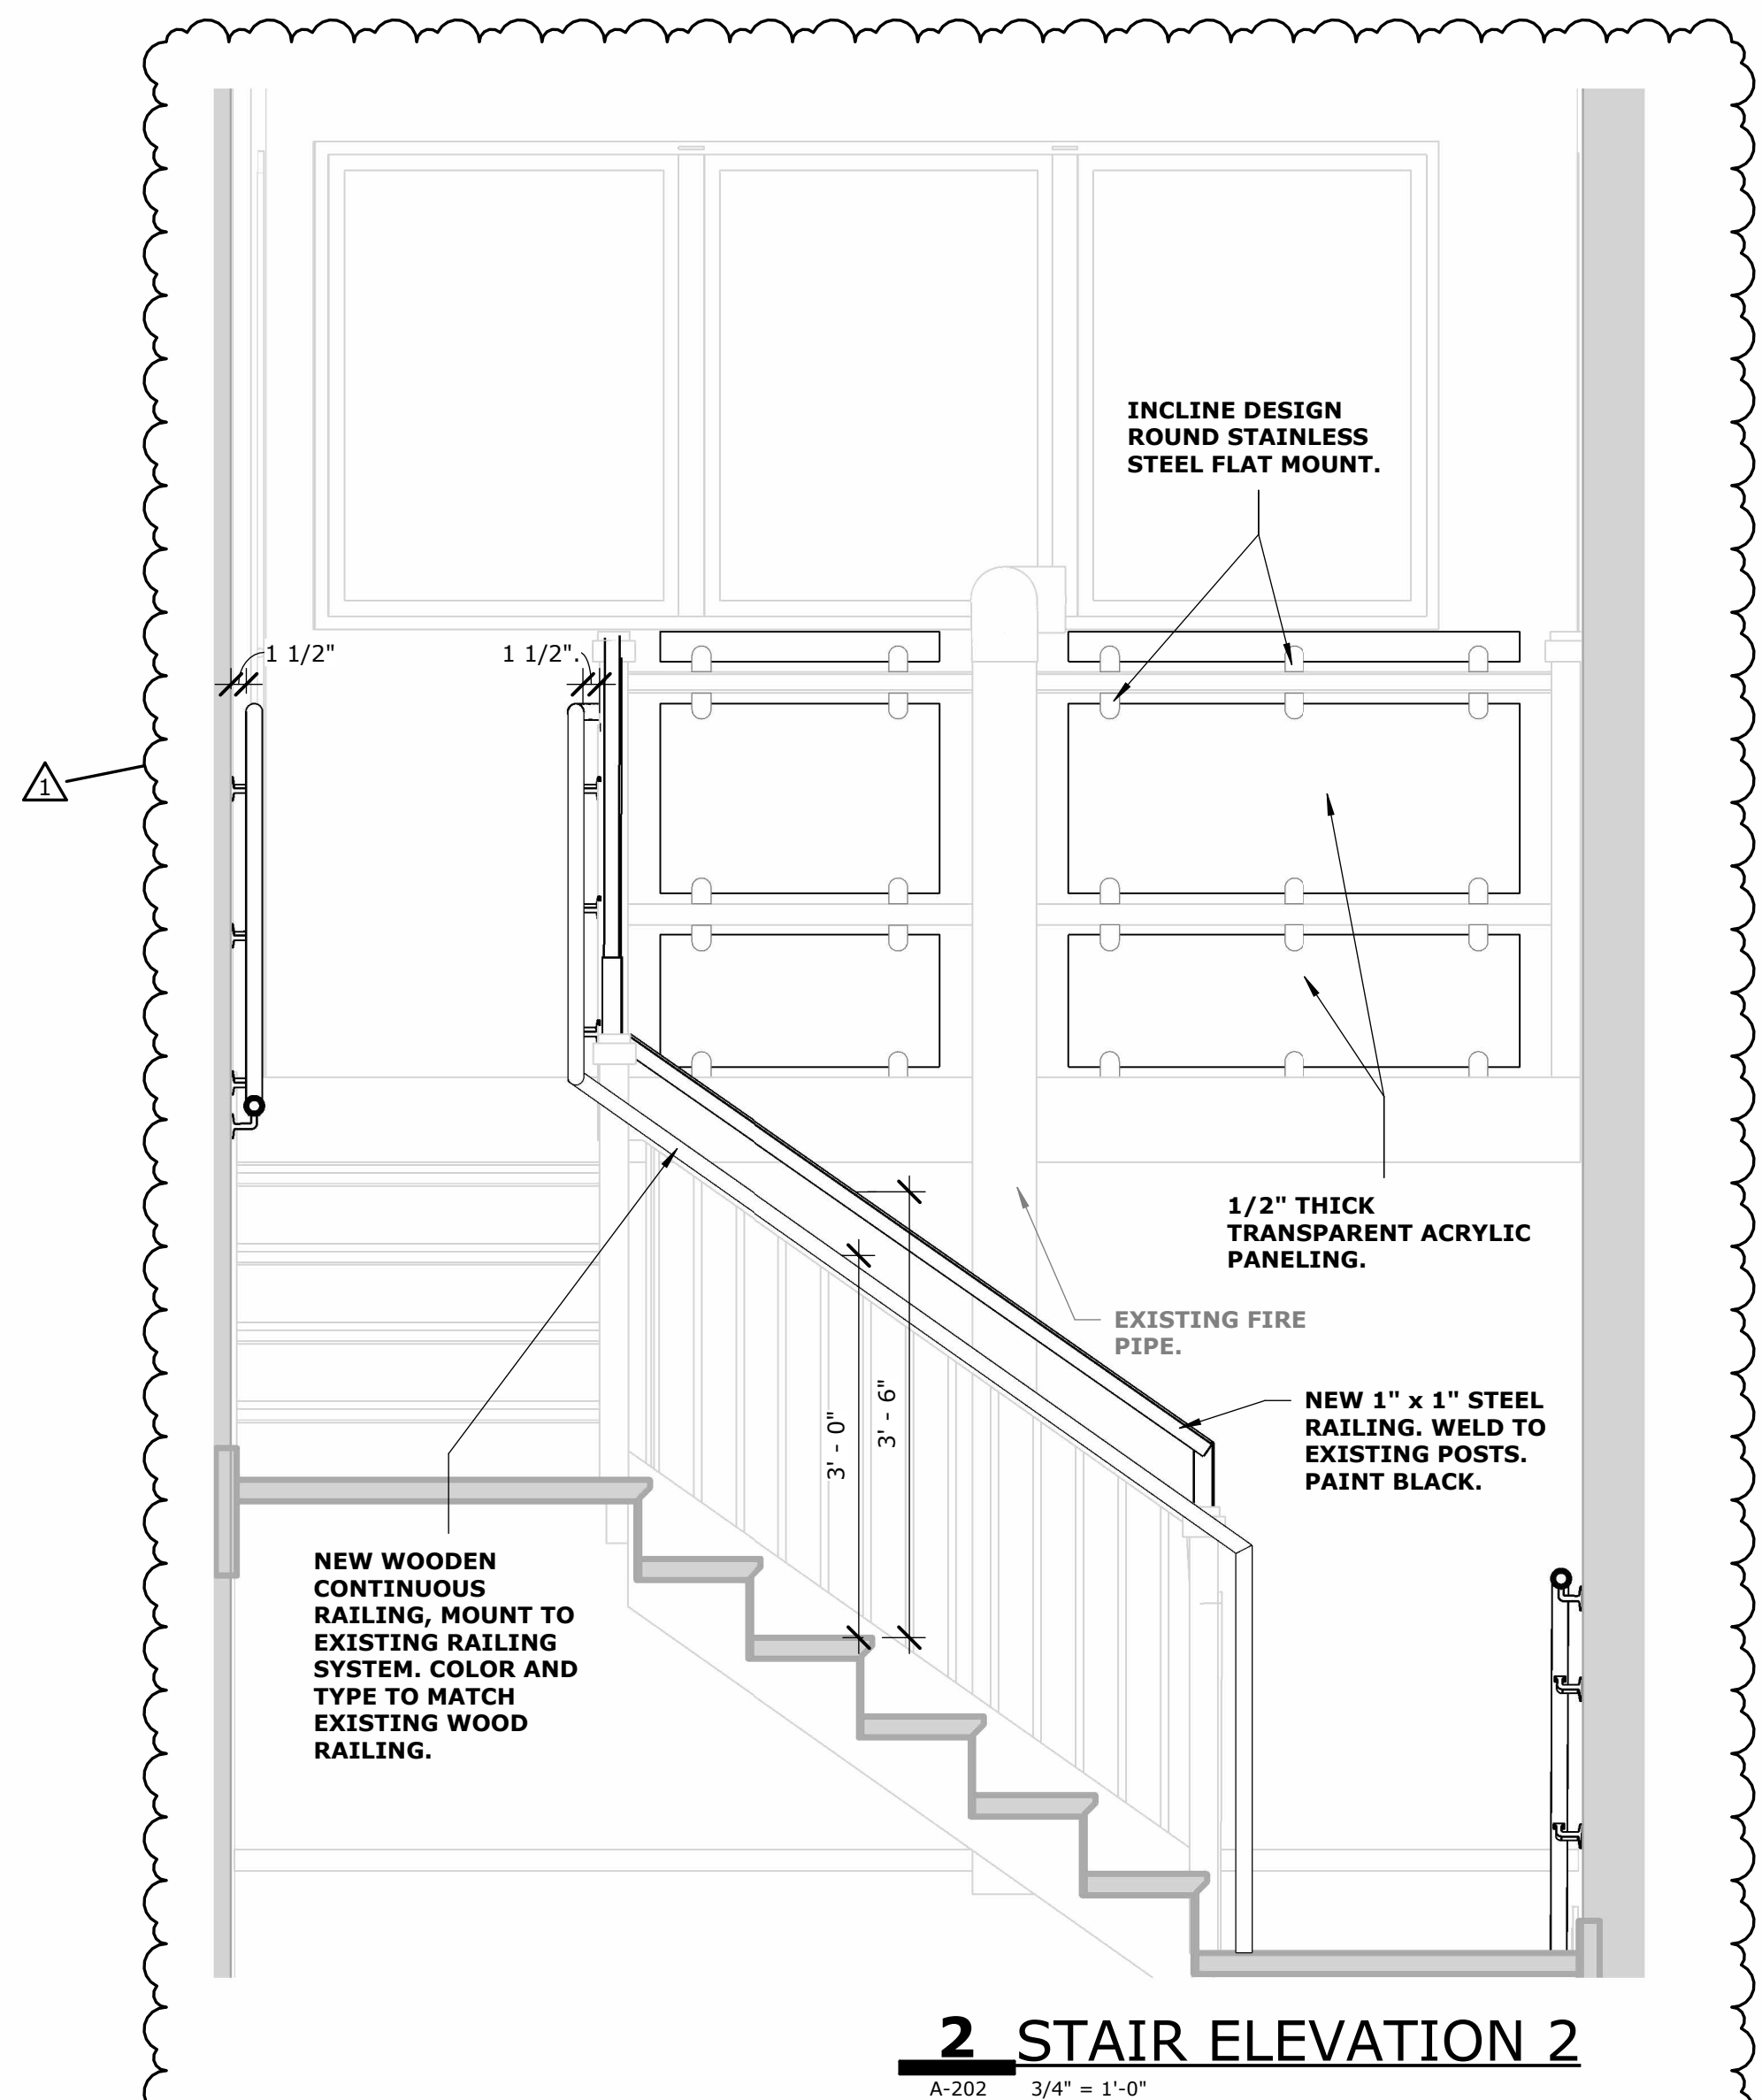 INCLINE DESIGN
ROUND STAINLESS
STEEL FLAT MOUNT.
1 1/2"
1 1/2".
1
1/2" THICK
TRANSPARENT ACRYLIC
PANELING.
EXISTING FIRE
PIPE.
NEW 1" x 1" STEEL
RAILING. WELD TO
EXISTING POSTS.
PAINT BLACK.
3' - 0"
3' - 6"
NEW WOODEN
CONTINUOUS
RAILING, MOUNT TO
EXISTING RAILING
SYSTEM. COLOR AND
TYPE TO MATCH
EXISTING WOOD
RAILING.
2 STAIR ELEVATION 2
A-202 3/4" = 1'-0"